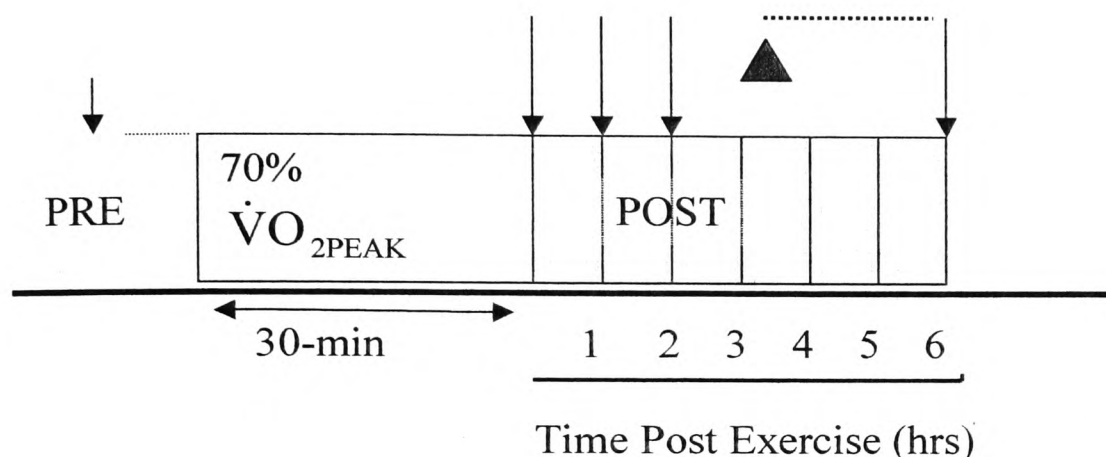 70%
PRE
V̇O2PEAK
POST
30-min
1 2 3 4 5 6
Time Post Exercise (hrs)